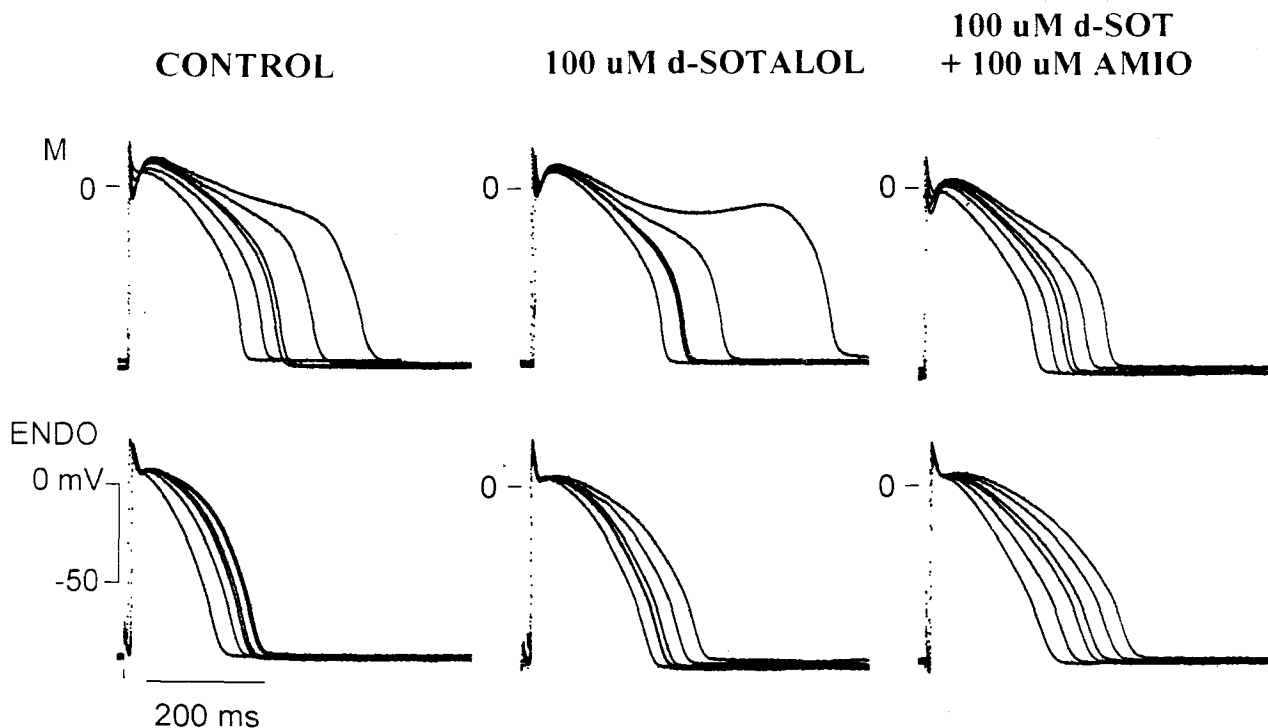 CONTROL
100 uM d-SOTALOL
100 uM d-SOT
+ 100 uM AMIO
M
0
0
0
ENDO
0 mV
0
0
-50
200 ms